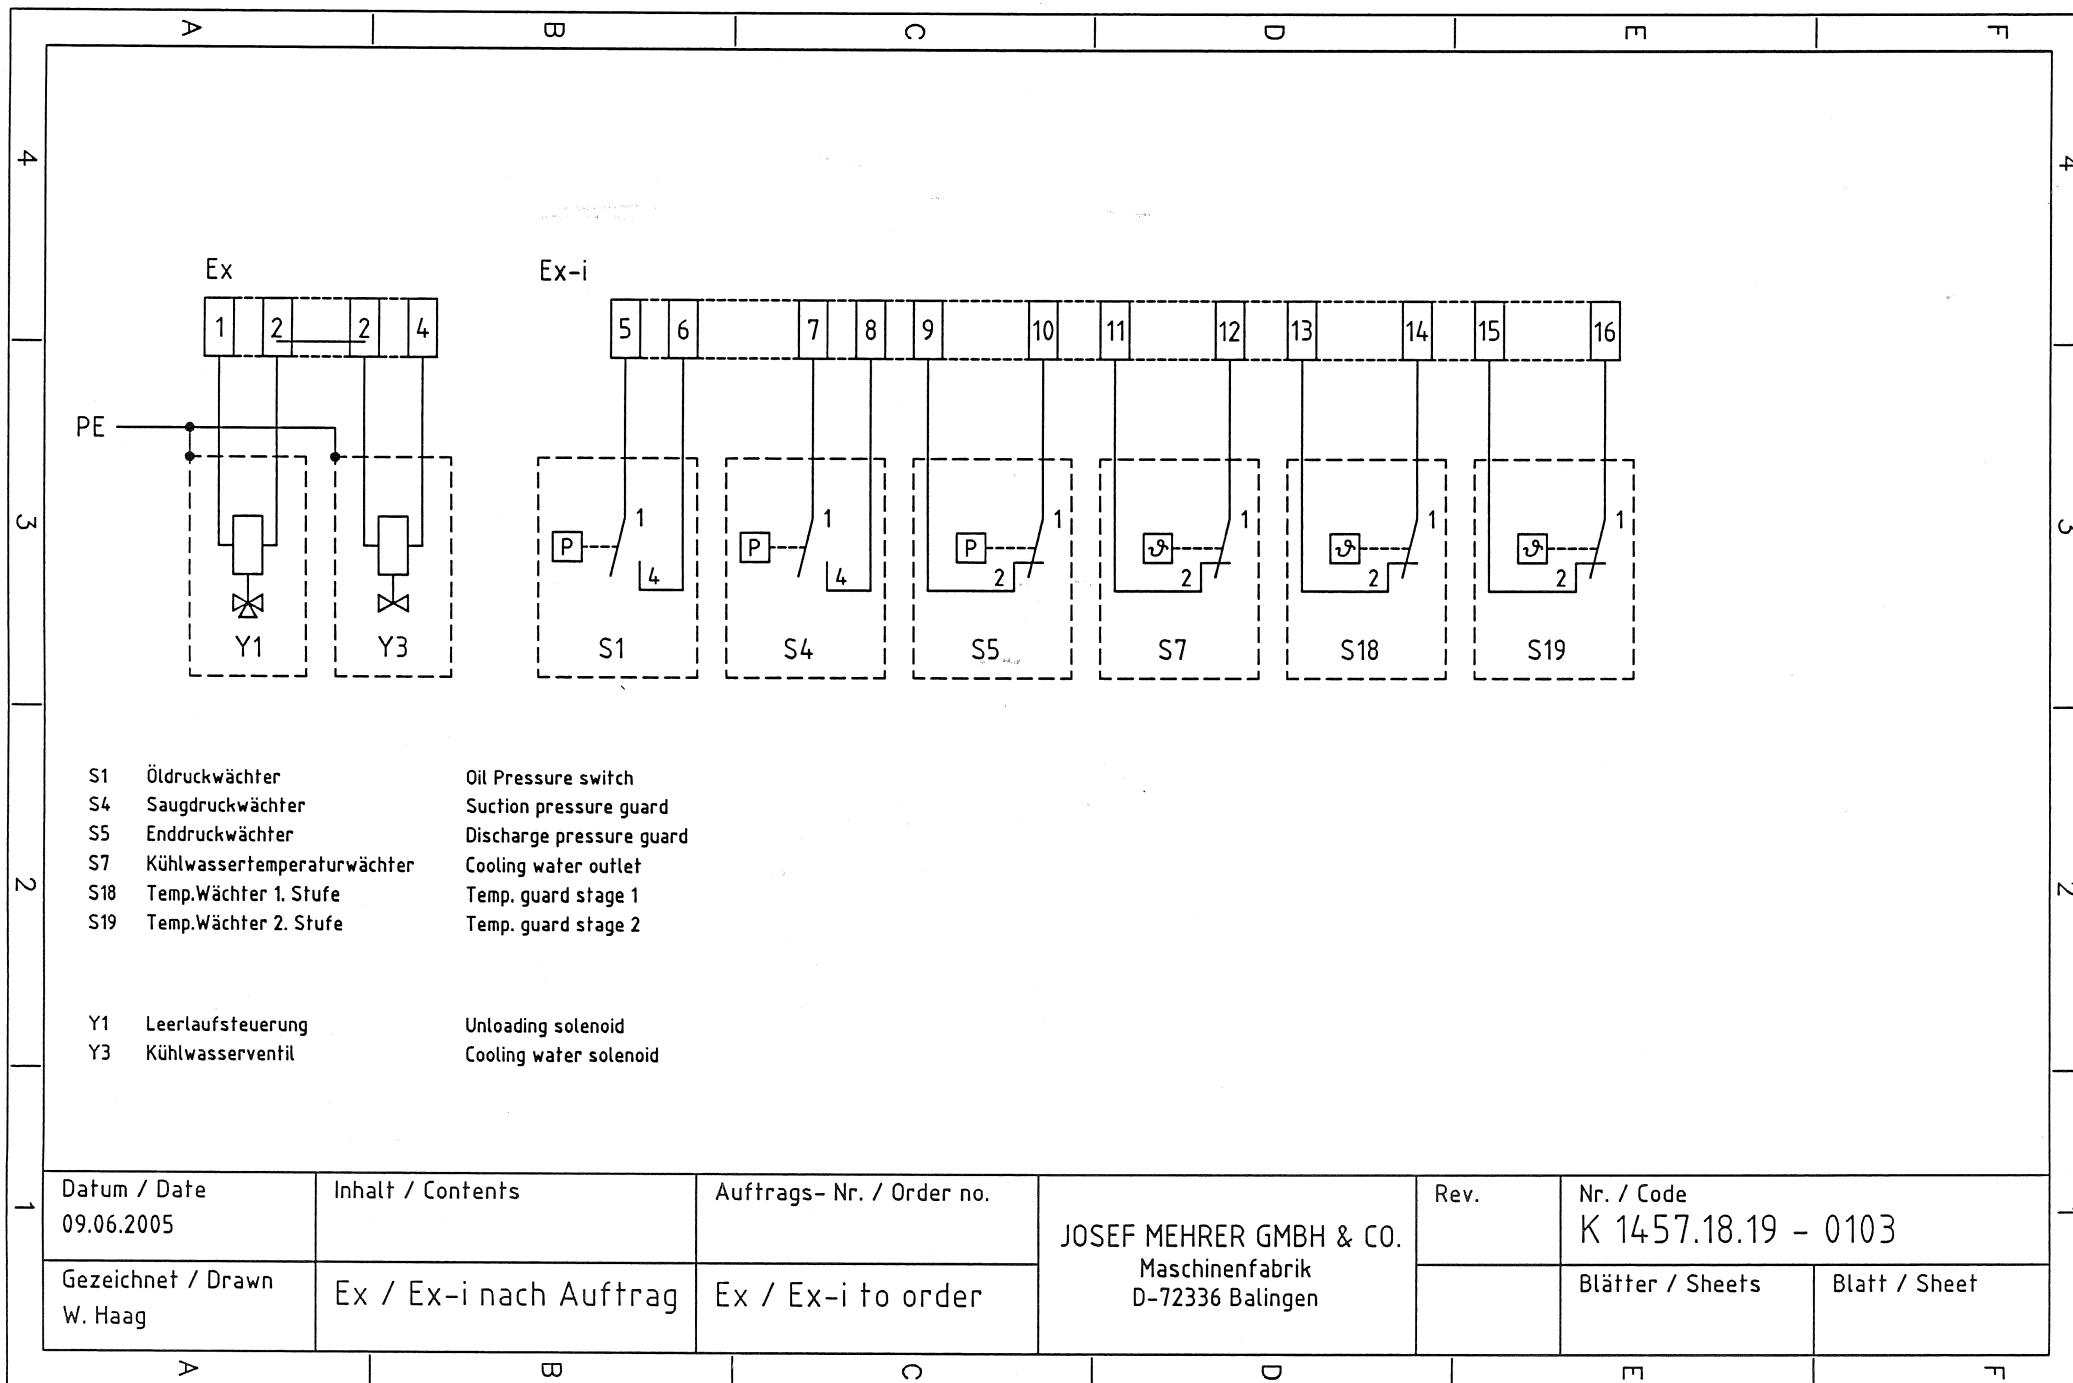 A B C D E F
4 4
Ex Ex-i
1 2 2 4 5 6 7 8 9 10 11 12 13 14 15 16
PE
3 3
1 1 1 1 1 1
P P P ϑ ϑ ϑ
4 4 2 2 2 2
Y1 Y3 S1 S4 S5 S7 S18 S19
S1 Öldruckwächter Oil Pressure switch
S4 Saugdruckwächter Suction pressure guard
S5 Enddruckwächter Discharge pressure guard
S7 Kühlwassertemperaturwächter Cooling water outlet
2 2
S18 Temp.Wächter 1. Stufe Temp. guard stage 1
S19 Temp.Wächter 2. Stufe Temp. guard stage 2
Y1 Leerlaufsteuerung Unloading solenoid
Y3 Kühlwasserventil Cooling water solenoid
1 1
Datum / Date
09.06.2005
Inhalt / Contents
Auftrags- Nr. / Order no.
JOSEF MEHRER GMBH & CO.
Maschinenfabrik
D-72336 Balingen
Rev.
Nr. / Code
K 1457.18.19 - 0103
Gezeichnet / Drawn
W. Haag
Ex / Ex-i nach Auftrag
Ex / Ex-i to order
Blätter / Sheets
Blatt / Sheet
A B C D E F